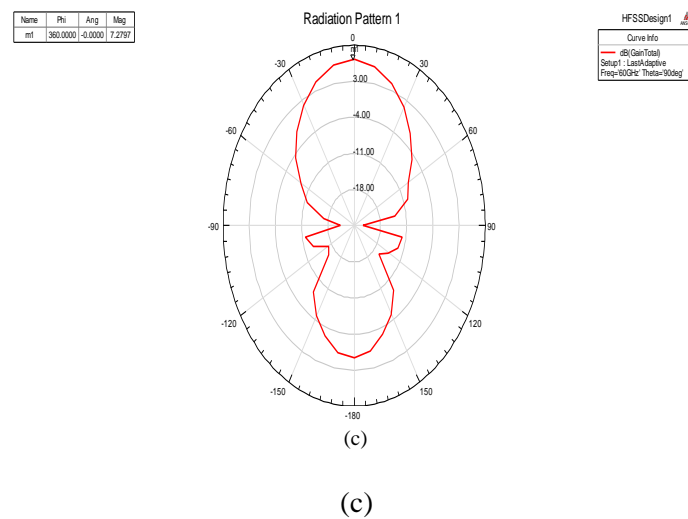 Name Phi Ang Mag
m1 360.0000 -0.0000 7.2797
Radiation Pattern 1
HFSSDesign1
Curve Info
dB(GainTotal)
Setup1 : LastAdaptive
Freq='60GHz' Theta='90deg'
0
m1
-30 30
3.00
-4.00
-60 60
-11.00
-18.00
-90 90
-120 120
-150 150
-180
(c)
(c)